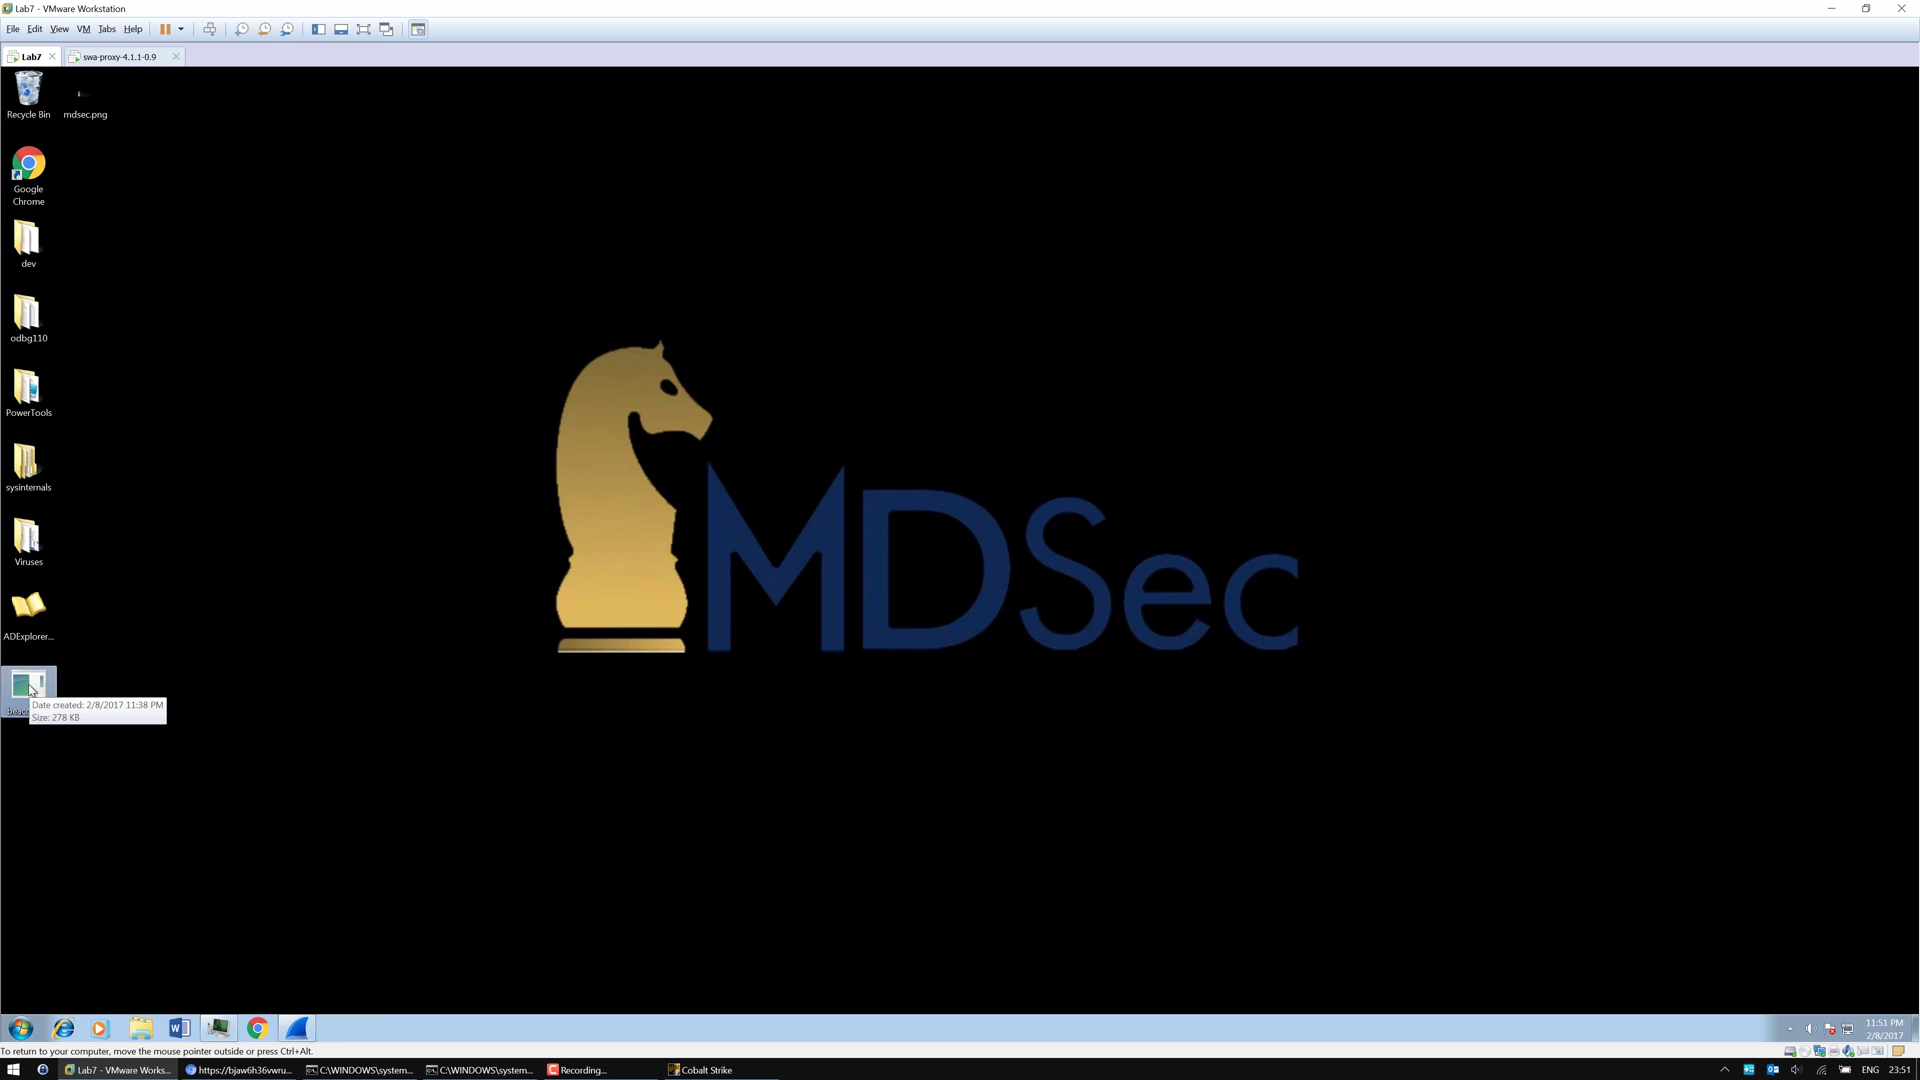 Lab7 - VMware Workstation
File Edit View VM Tabs Help
Lab7 swa-proxy-4.1.1-0.9
Recycle Bin
mdsec.png
Google
Chrome
dev
odbg110
PowerTools
sysinternals
Viruses
ADExplorer...
Date created: 2/8/2017 11:38 PM
Size: 278 KB
MDSec
11:51 PM
2/8/2017
To return to your computer, move the mouse pointer outside or press Ctrl+Alt.
Lab7 - VMware Works... https://bjaw6h36vwru... C:\WINDOWS\system... C:\WINDOWS\system... Recording... Cobalt Strike ENG 23:51